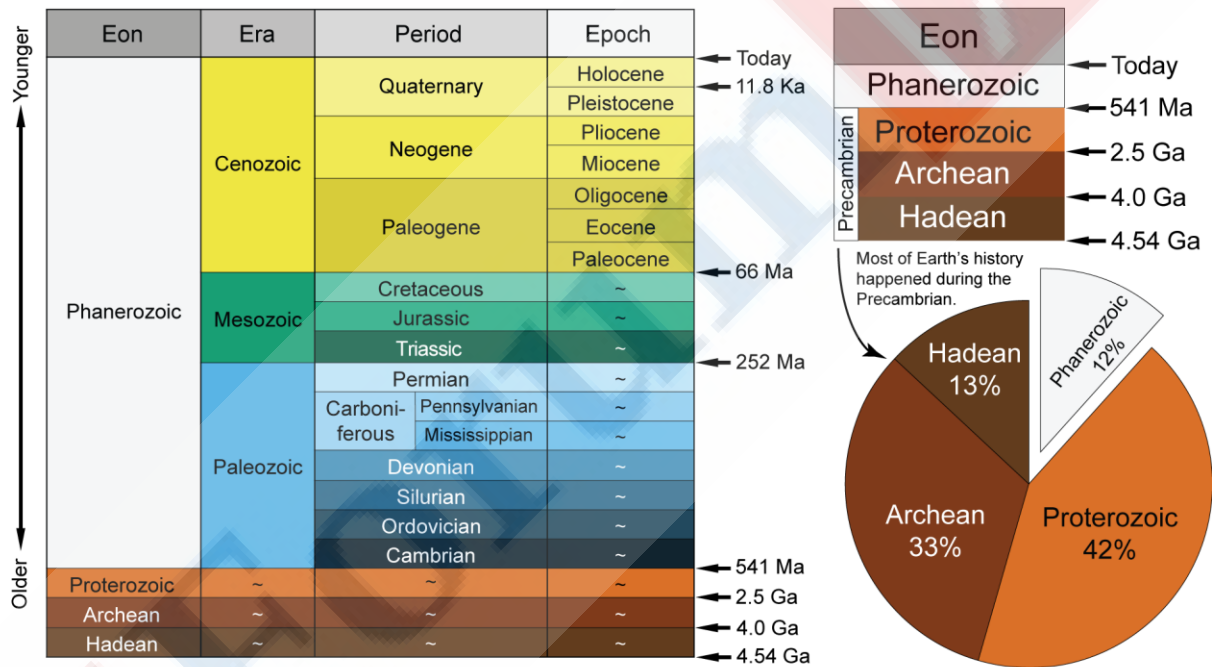 Eon Era Period Epoch
Younger
Older
Phanerozoic
Cenozoic
Quaternary
Holocene
Pleistocene
Neogene
Pliocene
Miocene
Paleogene
Oligocene
Eocene
Paleocene
Mesozoic
Cretaceous ~
Jurassic ~
Triassic ~
Paleozoic
Permian ~
Carboni-
ferous
Pennsylvanian ~
Mississippian ~
Devonian ~
Silurian ~
Ordovician ~
Cambrian ~
Proterozoic ~ ~ ~
Archean ~ ~ ~
Hadean ~ ~ ~
Today
11.8 Ka
66 Ma
252 Ma
541 Ma
2.5 Ga
4.0 Ga
4.54 Ga
Eon
Phanerozoic
Precambrian
Proterozoic
Archean
Hadean
Today
541 Ma
2.5 Ga
4.0 Ga
4.54 Ga
Most of Earth's history
happened during the
Precambrian.
Phanerozoic
12%
Hadean
13%
Archean
33%
Proterozoic
42%
Forum